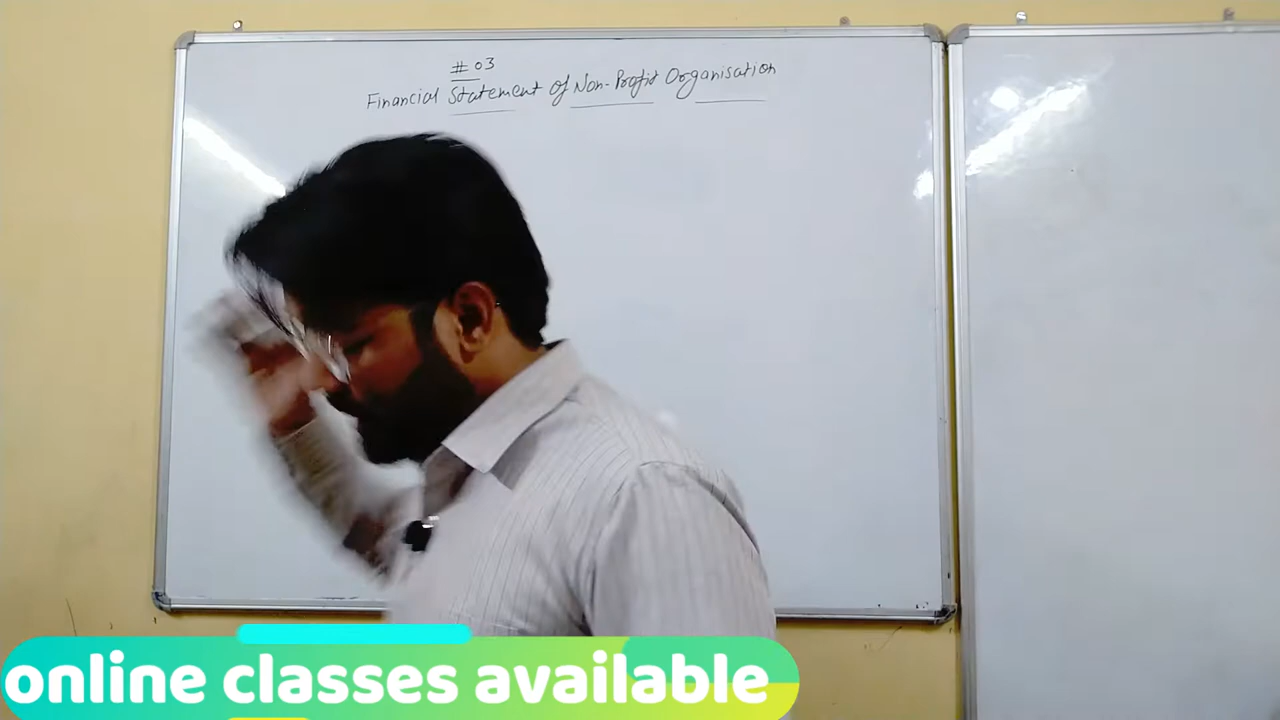 # 03
Financial Statement of Non-Profit Organisation
online classes available